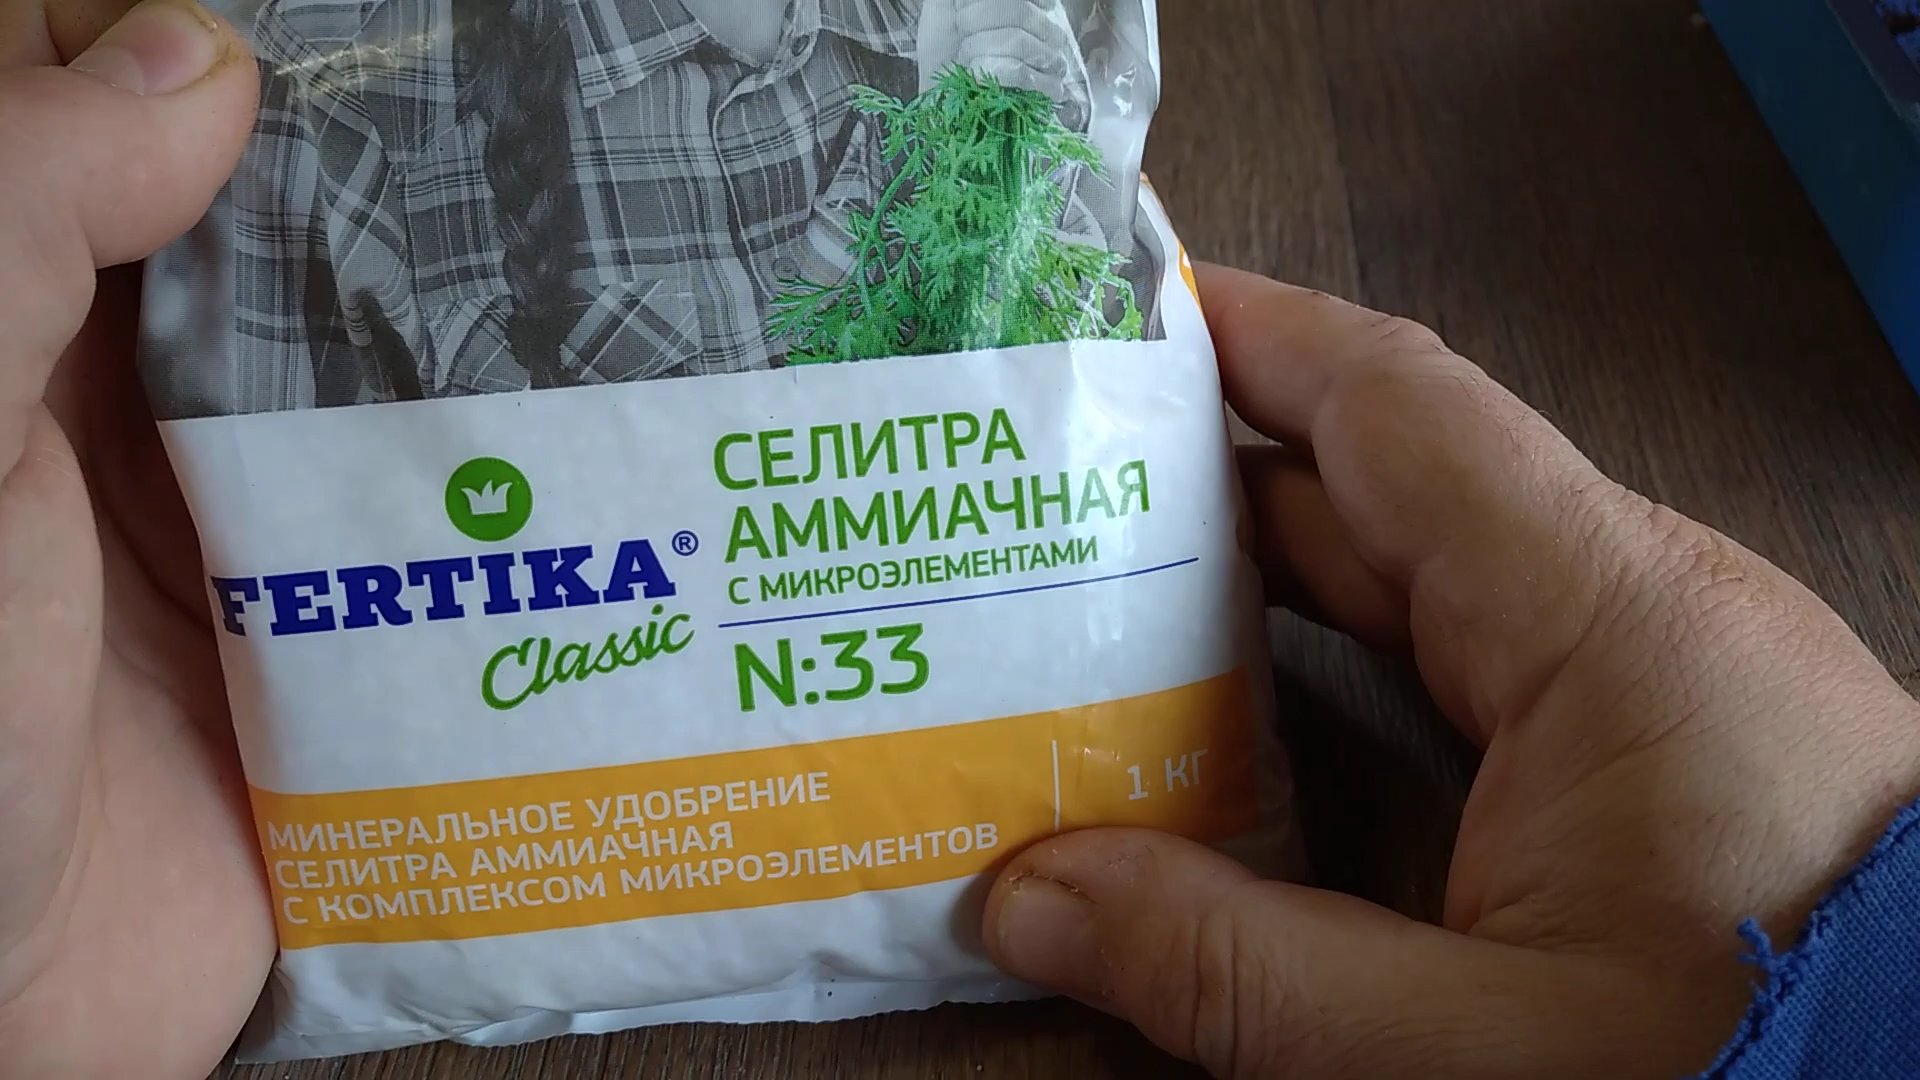 FERTIKA®
Classic
СЕЛИТРА
АММИАЧНАЯ
С МИКРОЭЛЕМЕНТАМИ
N:33
МИНЕРАЛЬНОЕ УДОБРЕНИЕ
СЕЛИТРА АММИАЧНАЯ
С КОМПЛЕКСОМ МИКРОЭЛЕМЕНТОВ
1 КГ